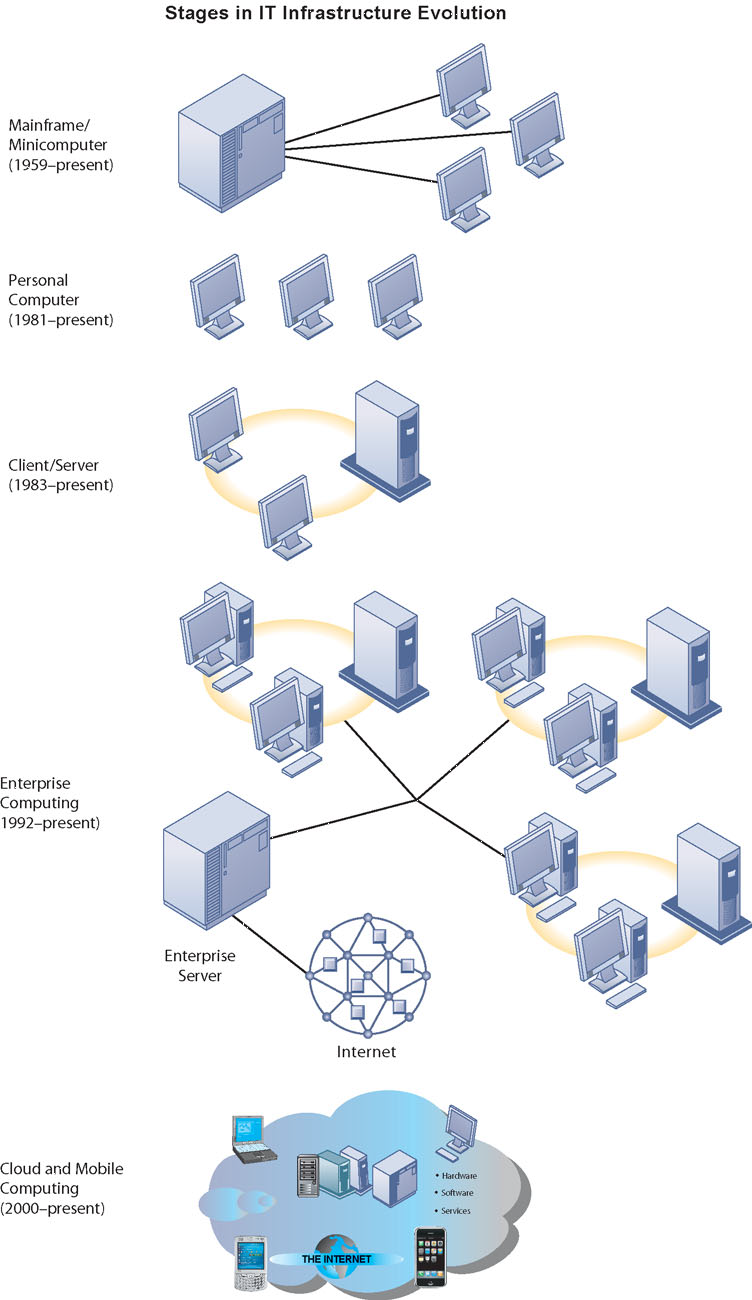 Stages in IT Infrastructure Evolution
Mainframe/
Minicomputer
(1959–present)
Personal
Computer
(1981–present)
Client/Server
(1983–present)
Enterprise
Computing
1992–present)
Enterprise
Server
Internet
Cloud and Mobile
Computing
(2000–present)
• Hardware
• Software
• Services
THE INTERNET